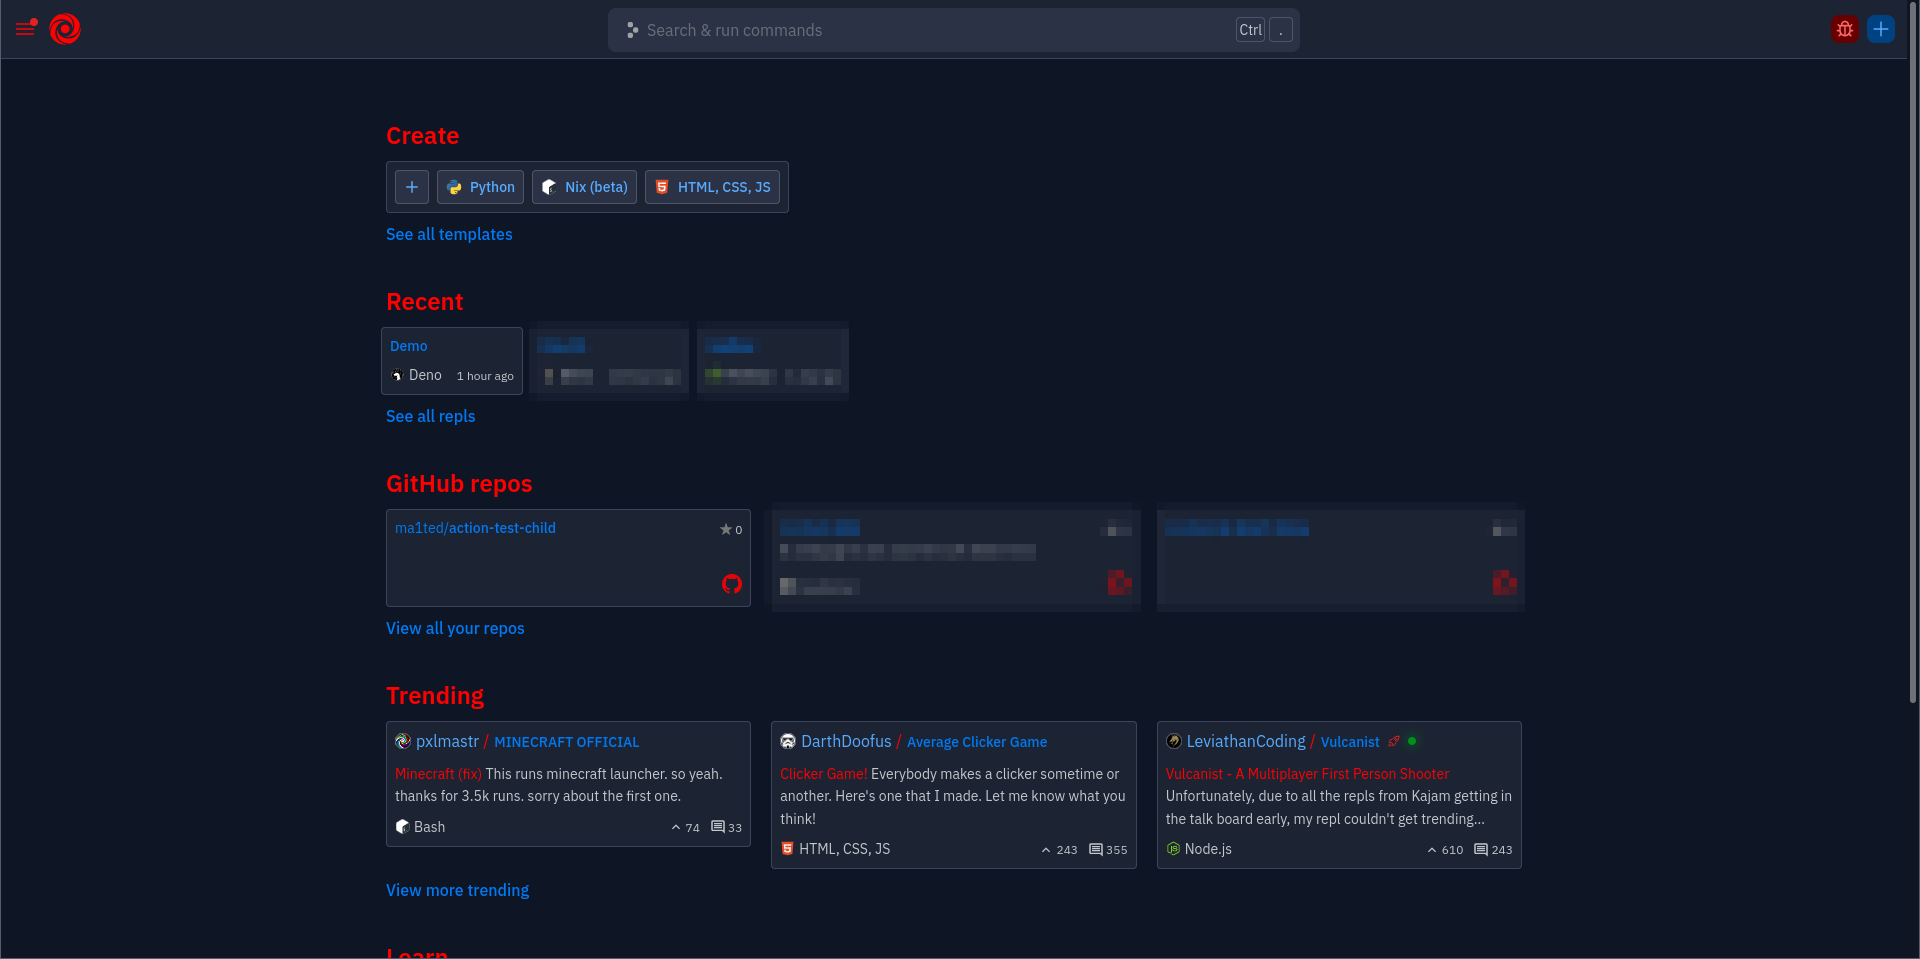 Search & run commands Ctrl .
Create
Python Nix (beta) HTML, CSS, JS
See all templates
Recent
Demo
Deno 1 hour ago
See all repls
GitHub repos
ma1ted/action-test-child 0
View all your repos
Trending
pxlmastr / MINECRAFT OFFICIAL
Minecraft (fix) This runs minecraft launcher. so yeah.
thanks for 3.5k runs. sorry about the first one.
Bash 74 33
DarthDoofus / Average Clicker Game
Clicker Game! Everybody makes a clicker sometime or
another. Here's one that I made. Let me know what you
think!
HTML, CSS, JS 243 355
LeviathanCoding / Vulcanist
Vulcanist - A Multiplayer First Person Shooter
Unfortunately, due to all the repls from Kajam getting in
the talk board early, my repl couldn't get trending...
Node.js 610 243
View more trending
Learn